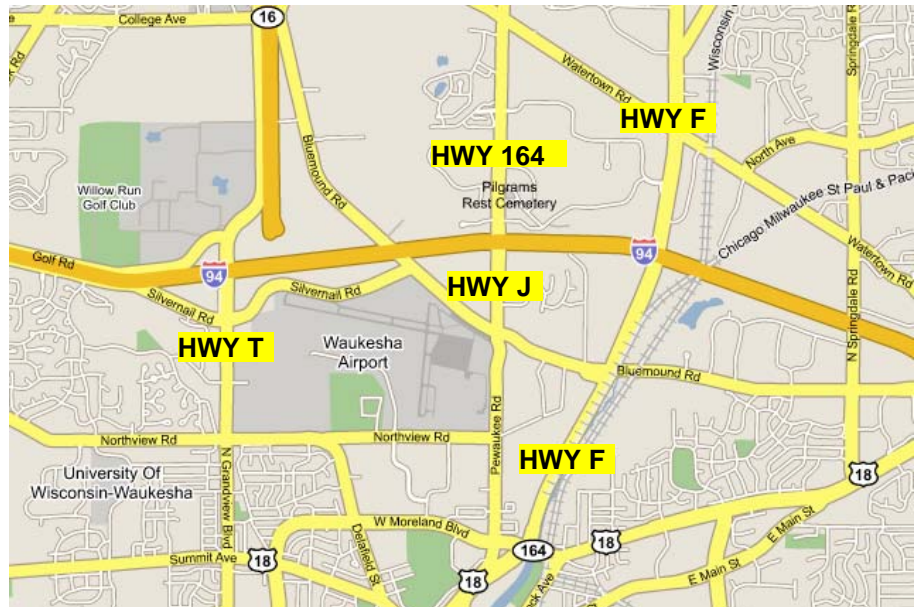 College Ave
16
Wisconsin
Springdale Rd
Watertown Rd
HWY F
North Ave
Bluemound Rd
HWY 164
Pilgrams
Rest Cemetery
Willow Run
Golf Club
Chicago Milwaukee St Paul & Paci
Golf Rd
94
94
Watertown Rd
Silvernail Rd
Silvernail Rd
HWY J
N Springdale Rd
HWY T
Waukesha
Airport
Bluemound Rd
Pewaukee Rd
Northview Rd
Northview Rd
HWY F
University Of
Wisconsin-Waukesha
N Grandview Blvd
18
W Moreland Blvd
Delafield St
164
18
E Main St
Summit Ave
18
18
E Main St